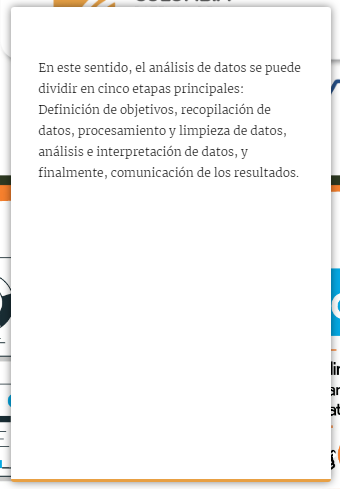 En este sentido, el análisis de datos se puede
dividir en cinco etapas principales:
Definición de objetivos, recopilación de
datos, procesamiento y limpieza de datos,
análisis e interpretación de datos, y
finalmente, comunicación de los resultados.